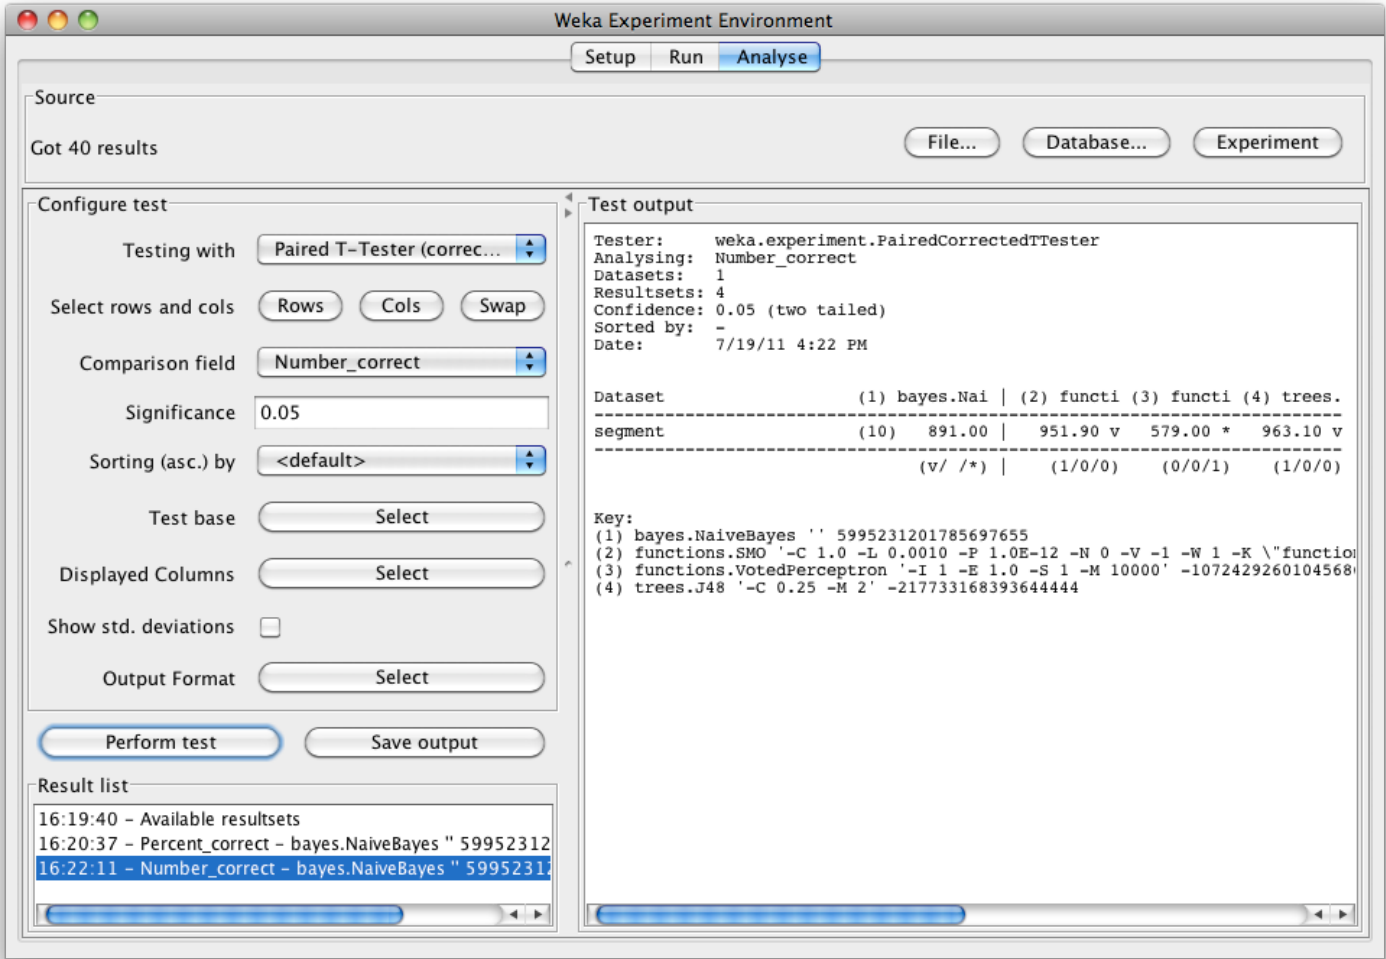 Weka Experiment Environment
Setup Run Analyse
Source
Got 40 results
File... Database... Experiment
Configure test
Testing with Paired T-Tester (correc...
Select rows and cols Rows Cols Swap
Comparison field Number_correct
Significance 0.05
Sorting (asc.) by <default>
Test base Select
Displayed Columns Select
Show std. deviations
Output Format Select
Perform test Save output
Result list
16:19:40 - Available resultsets
16:20:37 - Percent_correct - bayes.NaiveBayes '' 59952312
16:22:11 - Number_correct - bayes.NaiveBayes '' 59952312
Test output
Tester: weka.experiment.PairedCorrectedTTester
Analysing: Number_correct
Datasets: 1
Resultsets: 4
Confidence: 0.05 (two tailed)
Sorted by: -
Date: 7/19/11 4:22 PM
Dataset (1) bayes.Nai | (2) functi (3) functi (4) trees.
--------------------------------------------------------------------------
segment (10) 891.00 | 951.90 v 579.00 * 963.10 v
--------------------------------------------------------------------------
(v/ /*) | (1/0/0) (0/0/1) (1/0/0)
Key:
(1) bayes.NaiveBayes '' 5995231201785697655
(2) functions.SMO '-C 1.0 -L 0.0010 -P 1.0E-12 -N 0 -V -1 -W 1 -K \"function
(3) functions.VotedPerceptron '-I 1 -E 1.0 -S 1 -M 10000' -1072429260104568
(4) trees.J48 '-C 0.25 -M 2' -217733168393644444